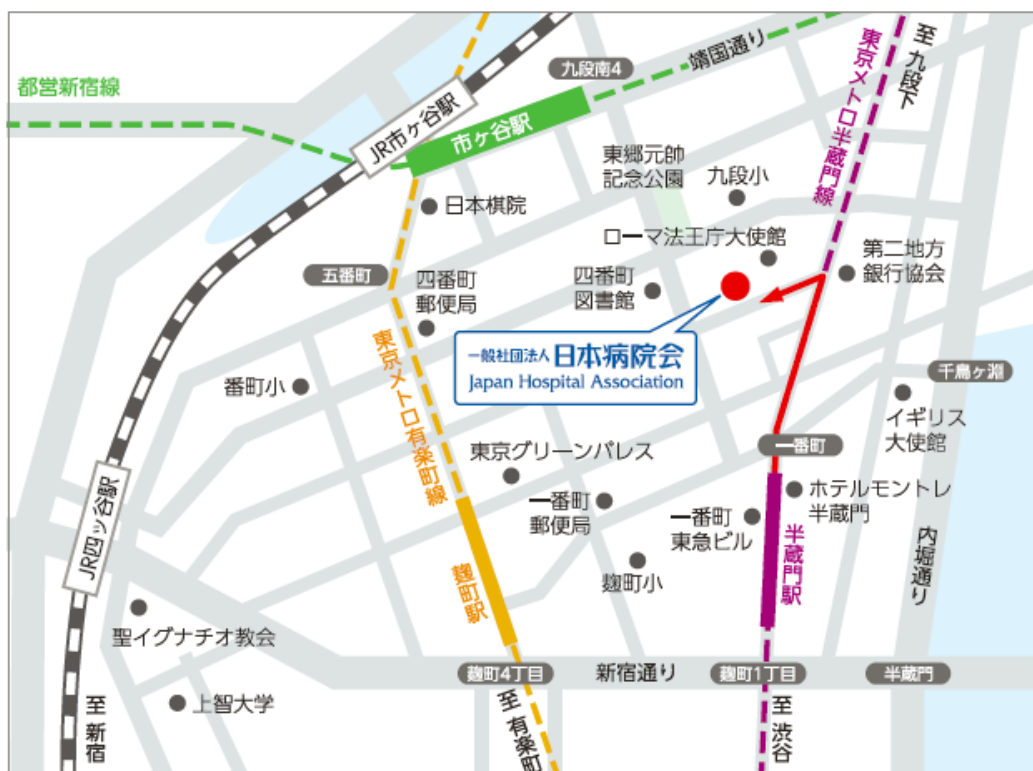 都営新宿線
JR市ヶ谷駅
市ヶ谷駅
九段南4
靖国通り
東京メトロ半蔵門線
至 九段下
東郷元帥
記念公園
九段小
日本棋院
ローマ法王庁大使館
第二地方
銀行協会
五番町
四番町
郵便局
四番町
図書館
一般社団法人 日本病院会
Japan Hospital Association
番町小
東京メトロ有楽町線
千鳥ヶ淵
イギリス
大使館
一番町
東京グリーンパレス
一番町
郵便局
一番町
東急ビル
ホテルモントレ
半蔵門
JR四ッ谷駅
麹町駅
麹町小
半蔵門駅
内堀通り
聖イグナチオ教会
上智大学
至 新宿
麹町4丁目
新宿通り
麹町1丁目
半蔵門
至 有楽町
至 渋谷